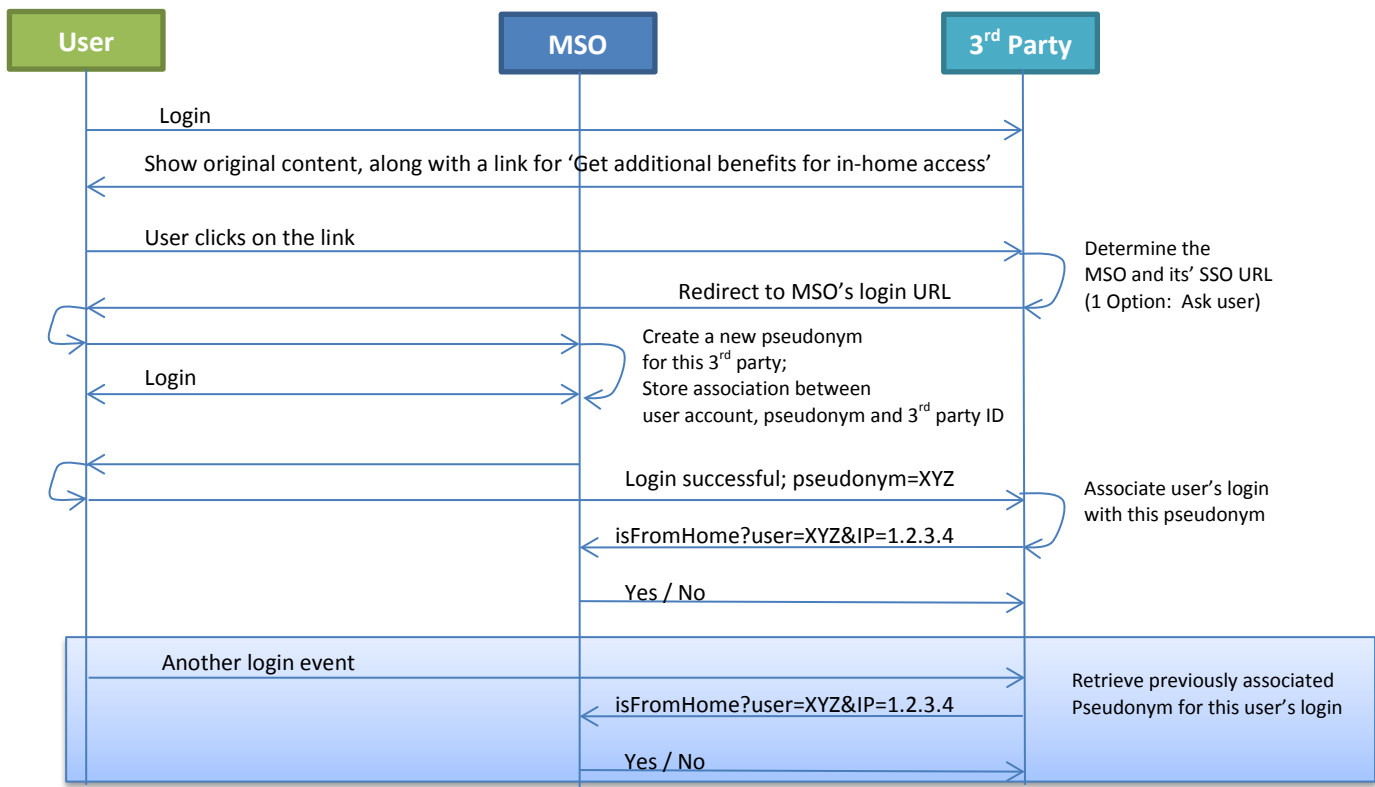 User
MSO
3rd Party
Login
Show original content, along with a link for ‘Get additional benefits for in-home access’
User clicks on the link
Determine the
MSO and its’ SSO URL
(1 Option: Ask user)
Redirect to MSO’s login URL
Create a new pseudonym
for this 3rd party;
Store association between
user account, pseudonym and 3rd party ID
Login
Login successful; pseudonym=XYZ
Associate user’s login
with this pseudonym
isFromHome?user=XYZ&IP=1.2.3.4
Yes / No
Another login event
Retrieve previously associated
Pseudonym for this user’s login
isFromHome?user=XYZ&IP=1.2.3.4
Yes / No